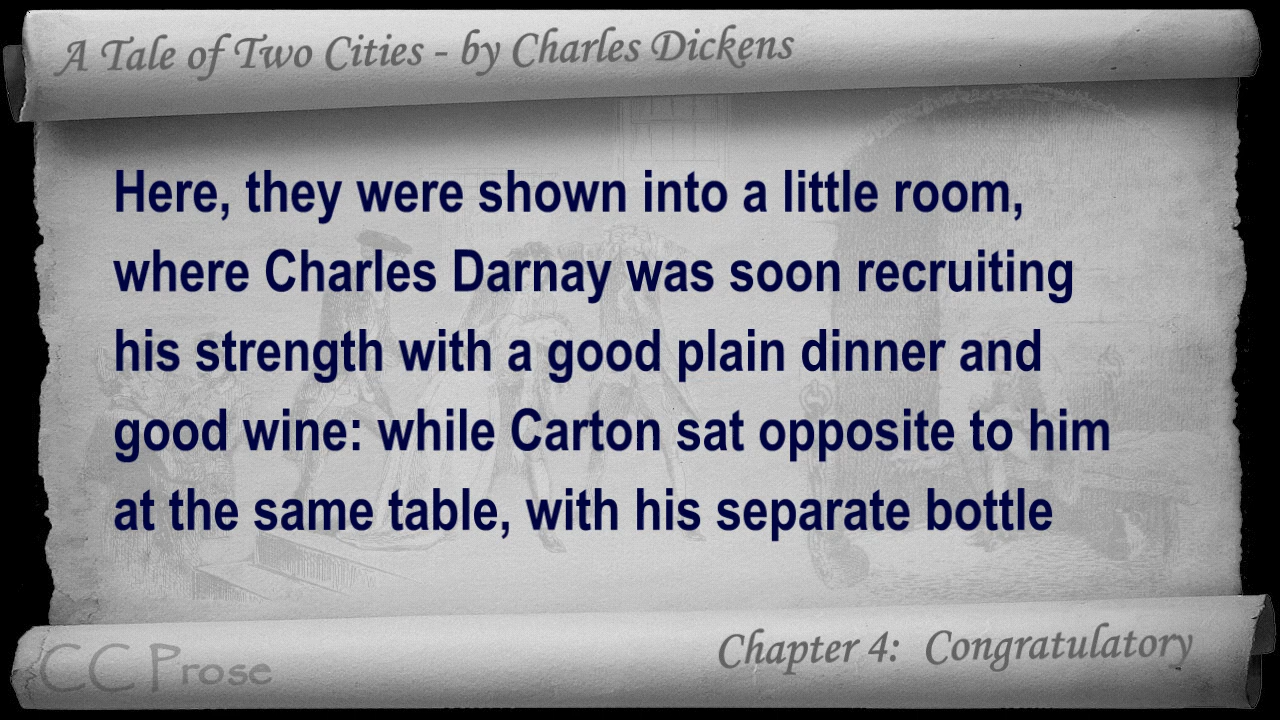 A Tale of Two Cities - by Charles Dickens
Here, they were shown into a little room,
where Charles Darnay was soon recruiting
his strength with a good plain dinner and
good wine: while Carton sat opposite to him
at the same table, with his separate bottle
Chapter 4: Congratulatory
CC Prose